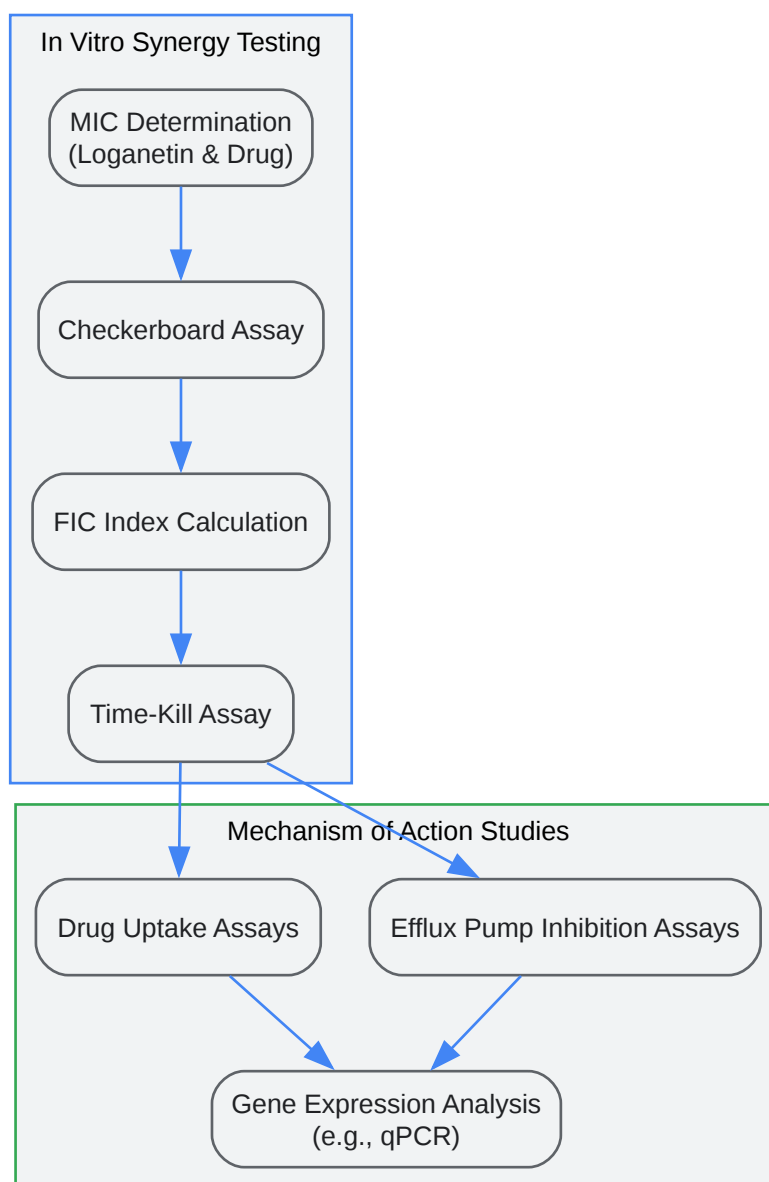 In Vitro Synergy Testing
MIC Determination
(Loganetin & Drug)
Checkerboard Assay
FIC Index Calculation
Time-Kill Assay
Mechanism of Action Studies
Drug Uptake Assays
Efflux Pump Inhibition Assays
Gene Expression Analysis
(e.g., qPCR)